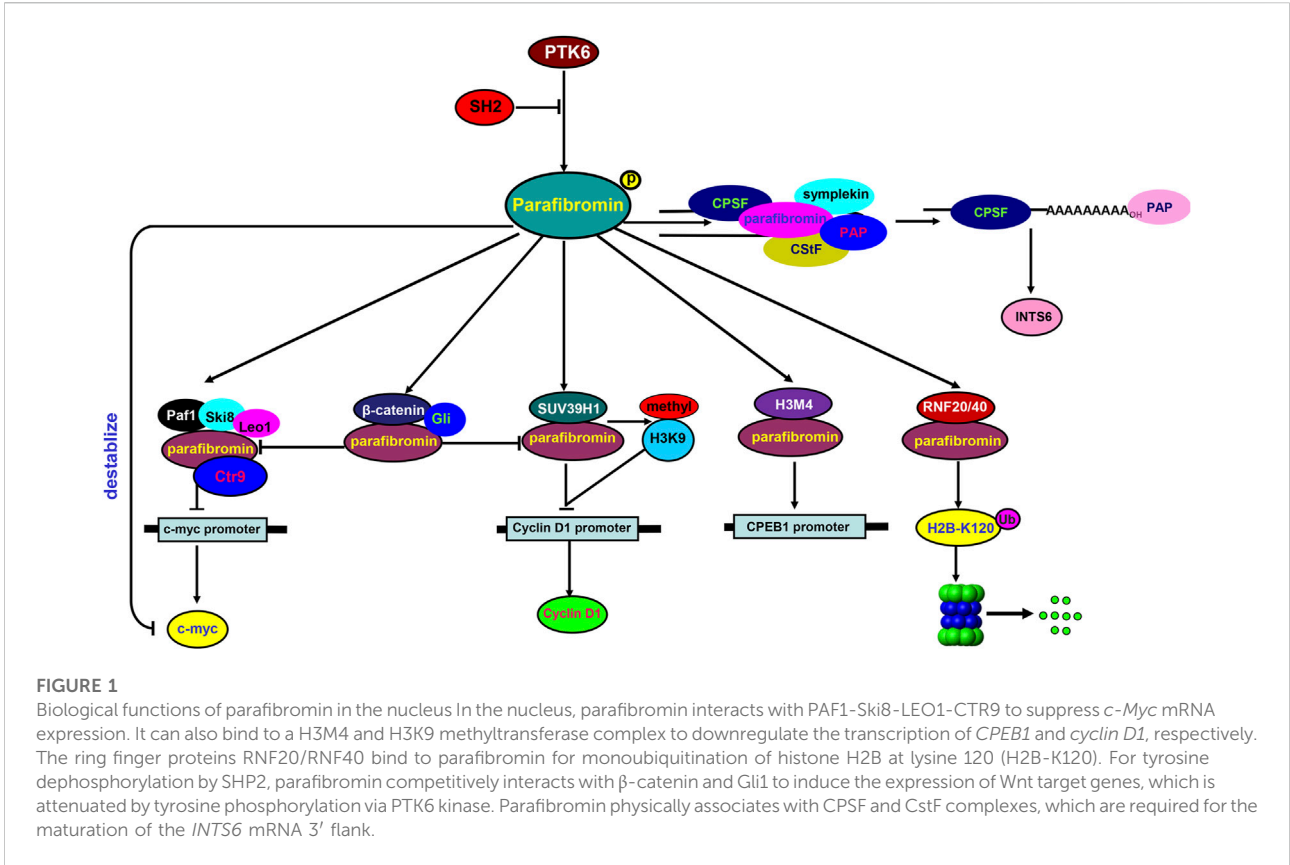 PTK6
SH2
p
Parafibromin
CPSF
symplekin
parafibromin
PAP
CStF
CPSF
AAAAAAAAA
OH
PAP
INTS6
destablize
Paf1
Ski8
Leo1
parafibromin
Ctr9
β-catenin
Gli
parafibromin
SUV39H1
parafibromin
methyl
H3K9
H3M4
parafibromin
RNF20/40
parafibromin
c-myc promoter
Cyclin D1 promoter
CPEB1 promoter
H2B-K120
Ub
c-myc
Cyclin D1
FIGURE 1
Biological functions of parafibromin in the nucleus In the nucleus, parafibromin interacts with PAF1-Ski8-LEO1-CTR9 to suppress c-Myc mRNA
expression. It can also bind to a H3M4 and H3K9 methyltransferase complex to downregulate the transcription of CPEB1 and cyclin D1, respectively.
The ring finger proteins RNF20/RNF40 bind to parafibromin for monoubiquitination of histone H2B at lysine 120 (H2B-K120). For tyrosine
dephosphorylation by SHP2, parafibromin competitively interacts with β-catenin and Gli1 to induce the expression of Wnt target genes, which is
attenuated by tyrosine phosphorylation via PTK6 kinase. Parafibromin physically associates with CPSF and CstF complexes, which are required for the
maturation of the INTS6 mRNA 3′ flank.